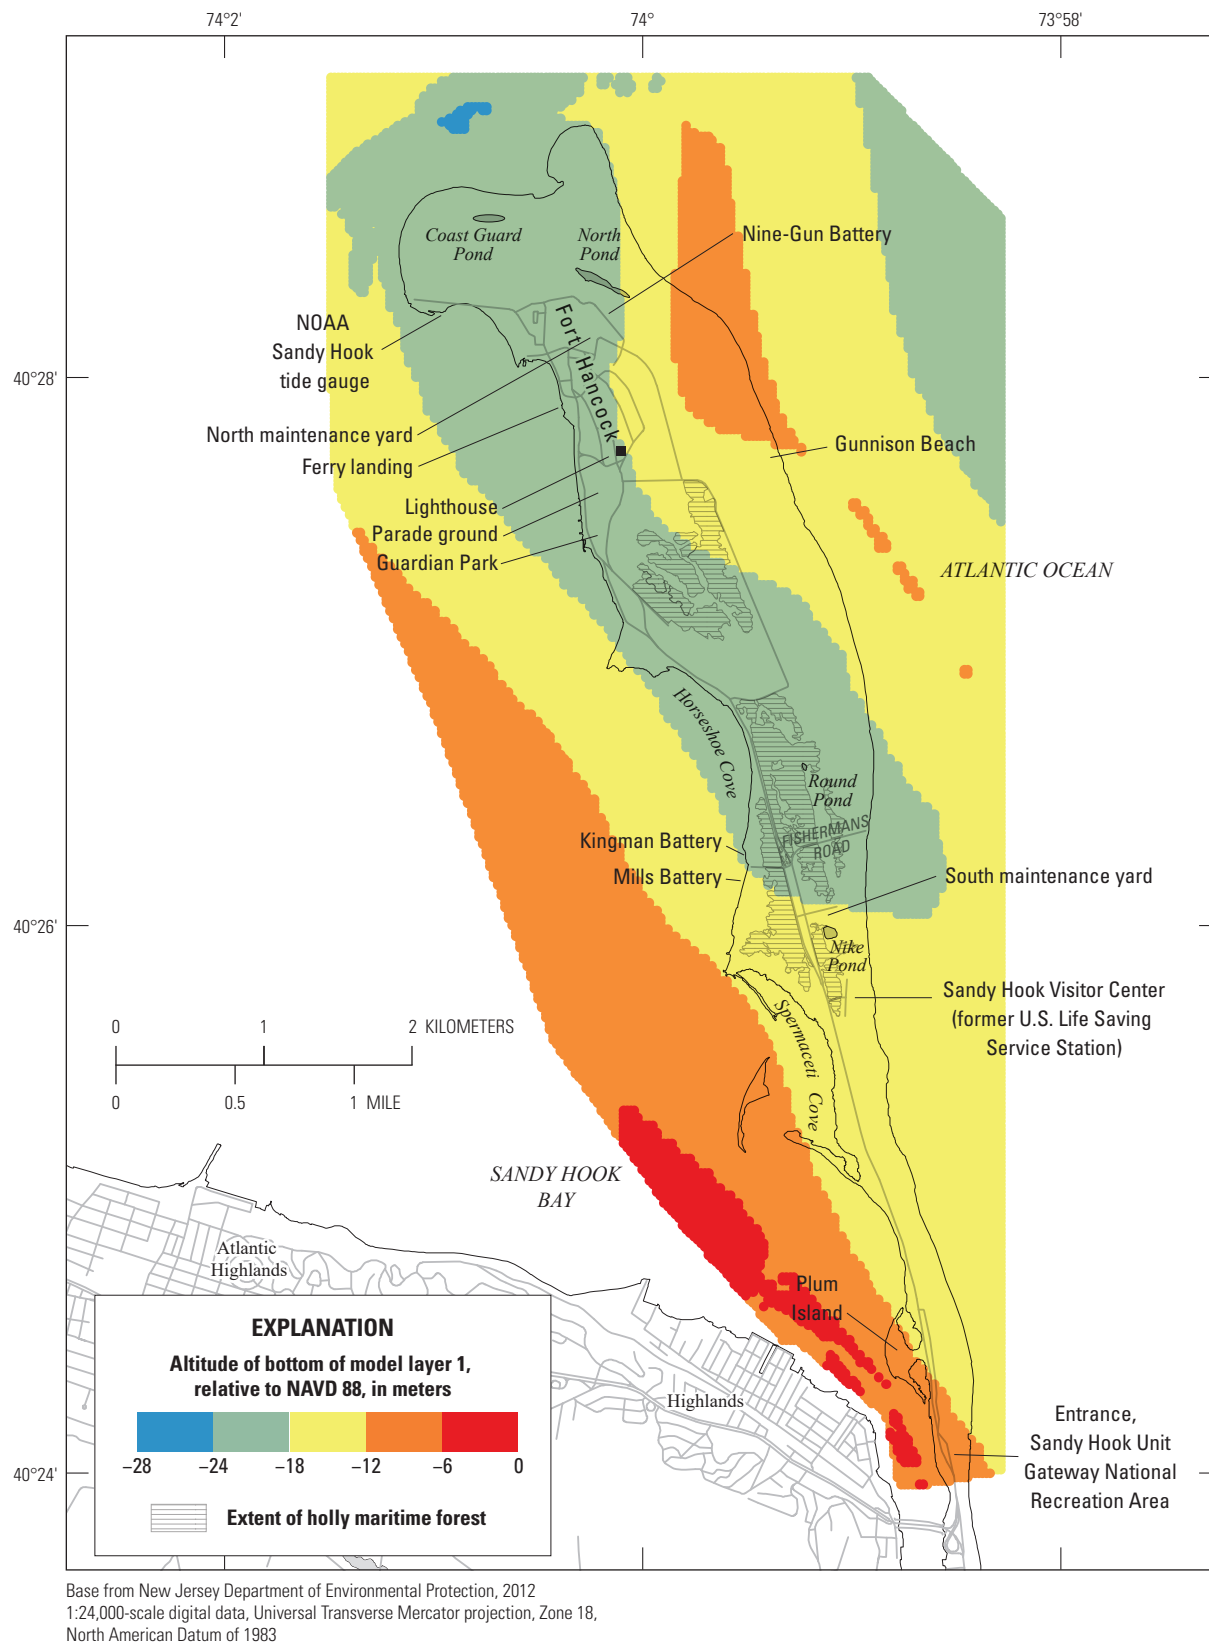 74°2'
74°
73°58'
Nine-Gun Battery
Coast Guard
Pond
North
Pond
NOAA
Sandy Hook
tide gauge
Fort Hancock
40°28'
North maintenance yard
Ferry landing
Gunnison Beach
Lighthouse
Parade ground
Guardian Park
ATLANTIC OCEAN
Horseshoe Cove
Round
Pond
FISHERMANS
ROAD
Kingman Battery
Mills Battery
South maintenance yard
40°26'
Nike
Pond
Sandy Hook Visitor Center
(former U.S. Life Saving
Service Station)
Spermaceti Cove
0 1 2 KILOMETERS
0 0.5 1 MILE
SANDY HOOK
BAY
Atlantic
Highlands
Plum
Island
Highlands
Entrance,
Sandy Hook Unit
Gateway National
Recreation Area
40°24'
EXPLANATION
Altitude of bottom of model layer 1,
relative to NAVD 88, in meters
−28 −24 −18 −12 −6 0
Extent of holly maritime forest
Base from New Jersey Department of Environmental Protection, 2012
1:24,000-scale digital data, Universal Transverse Mercator projection, Zone 18,
North American Datum of 1983